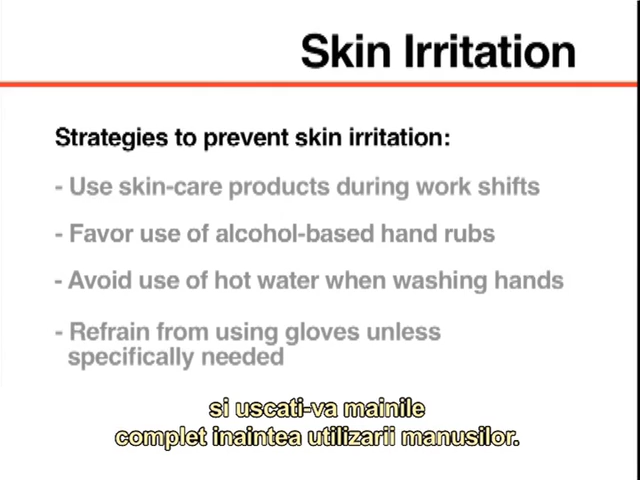 Skin Irritation
Strategies to prevent skin irritation:
- Use skin-care products during work shifts
- Favor use of alcohol-based hand rubs
- Avoid use of hot water when washing hands
- Refrain from using gloves unless
specifically needed
si uscati-va mainile
complet inaintea utilizarii manusilor.